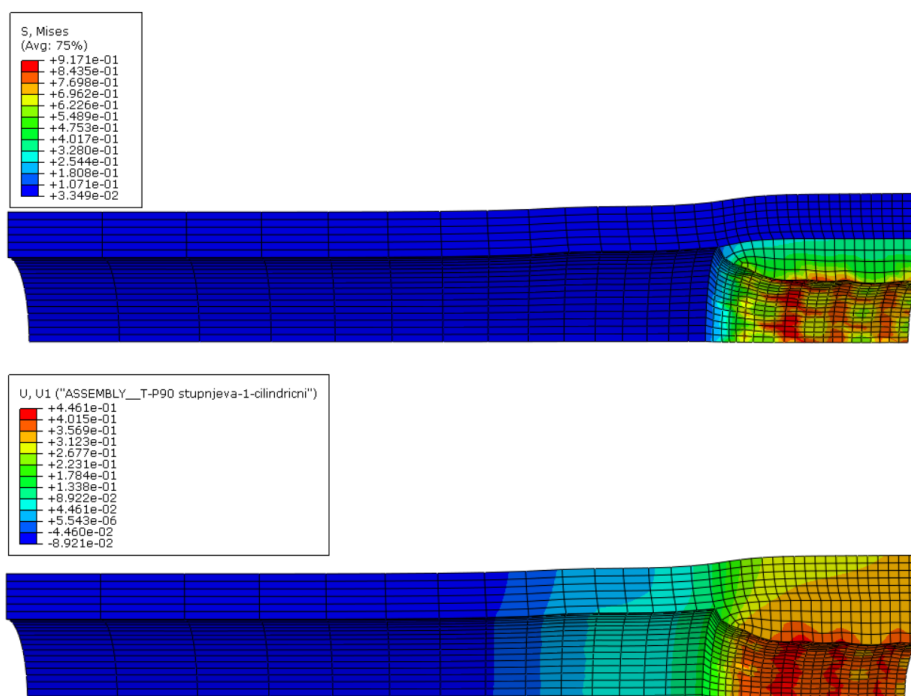 S, Mises
(Avg: 75%)
+9.171e-01
+8.435e-01
+7.698e-01
+6.962e-01
+6.226e-01
+5.489e-01
+4.753e-01
+4.017e-01
+3.280e-01
+2.544e-01
+1.808e-01
+1.071e-01
+3.349e-02
U, U1 ("ASSEMBLY__T-P90 stupnjeva-1-cilindricni")
+4.461e-01
+4.015e-01
+3.569e-01
+3.123e-01
+2.677e-01
+2.231e-01
+1.784e-01
+1.338e-01
+8.922e-02
+4.461e-02
+5.543e-06
-4.460e-02
-8.921e-02